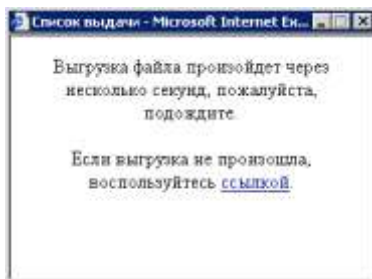 Список выдачи - Microsoft Internet Ex...
Выгрузка файла произойдет через
несколько секунд, пожалуйста,
подождите.
Если выгрузка не произошла,
воспользуйтесь ссылкой.